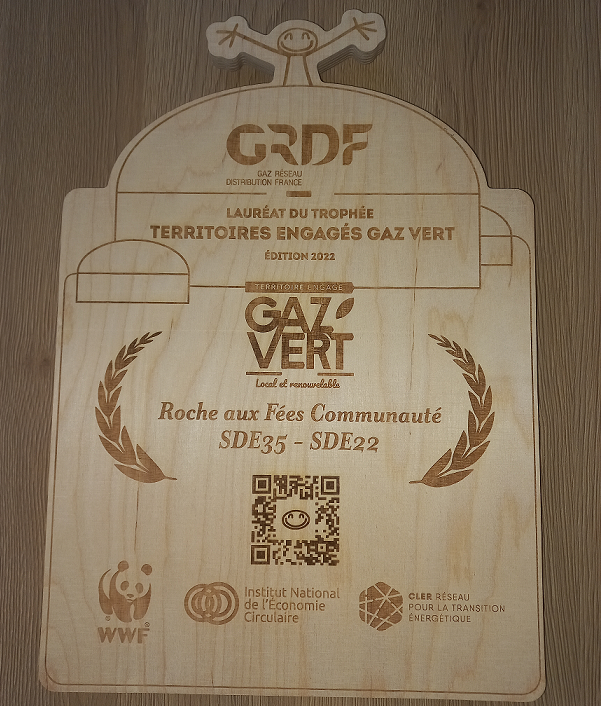 GRDF
GAZ RÉSEAU
DISTRIBUTION FRANCE
LAURÉAT DU TROPHÉE
TERRITOIRES ENGAGÉS GAZ VERT
ÉDITION 2022
TERRITOIRE ENGAGÉ
GAZ
VERT
Local et renouvelable
Roche aux Fées Communauté
SDE35 - SDE22
WWF
Institut National
de l'Économie
Circulaire
CLER RÉSEAU
POUR LA TRANSITION
ÉNERGÉTIQUE